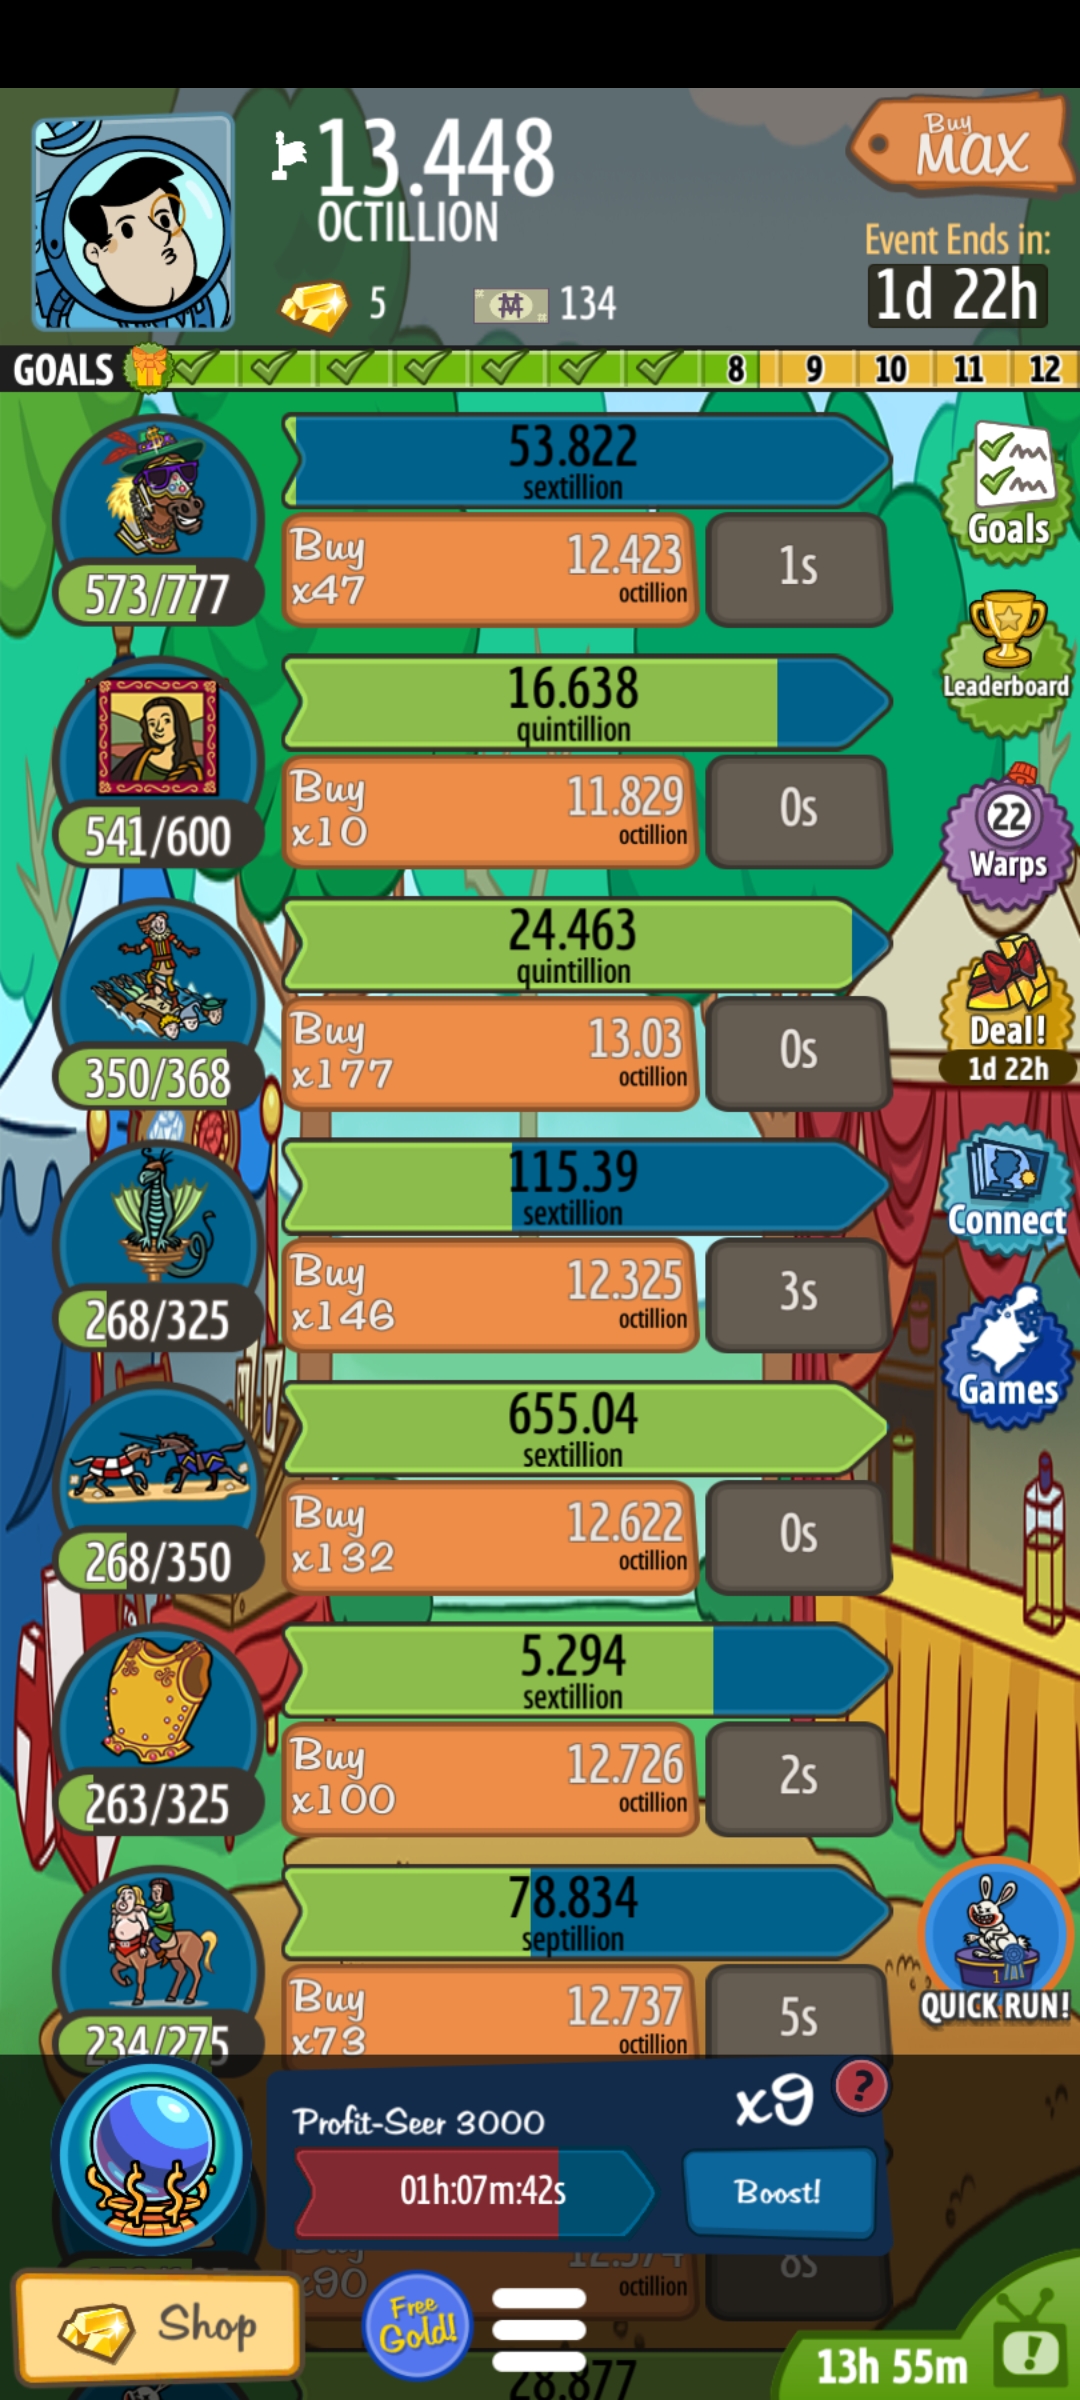 13.448
OCTILLION
Buy
MAX
Event Ends in:
1d 22h
5
134
GOALS
8 9 10 11 12
53.822
sextillion
573/777
Buy
x47
12.423
octillion
1s
Goals
16.638
quintillion
541/600
Buy
x10
11.829
octillion
0s
Leaderboard
22
Warps
24.463
quintillion
350/368
Buy
x177
13.03
octillion
0s
Deal!
1d 22h
115.39
sextillion
268/325
Buy
x146
12.325
octillion
3s
Connect
655.04
sextillion
268/350
Buy
x132
12.622
octillion
0s
Games
5.294
sextillion
263/325
Buy
x100
12.726
octillion
2s
78.834
septillion
234/275
Buy
x73
12.737
octillion
5s
1
QUICK RUN!
Profit-Seer 3000
x9
?
01h:07m:42s
Boost!
x90
octillion
8s
Shop
Free
Gold!
28.877
13h 55m
!